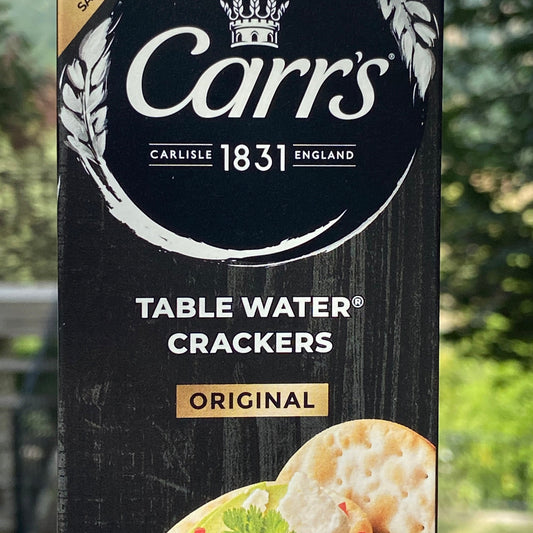 Carr's®
CARLISLE 1831 ENGLAND
TABLE WATER®
CRACKERS
ORIGINAL